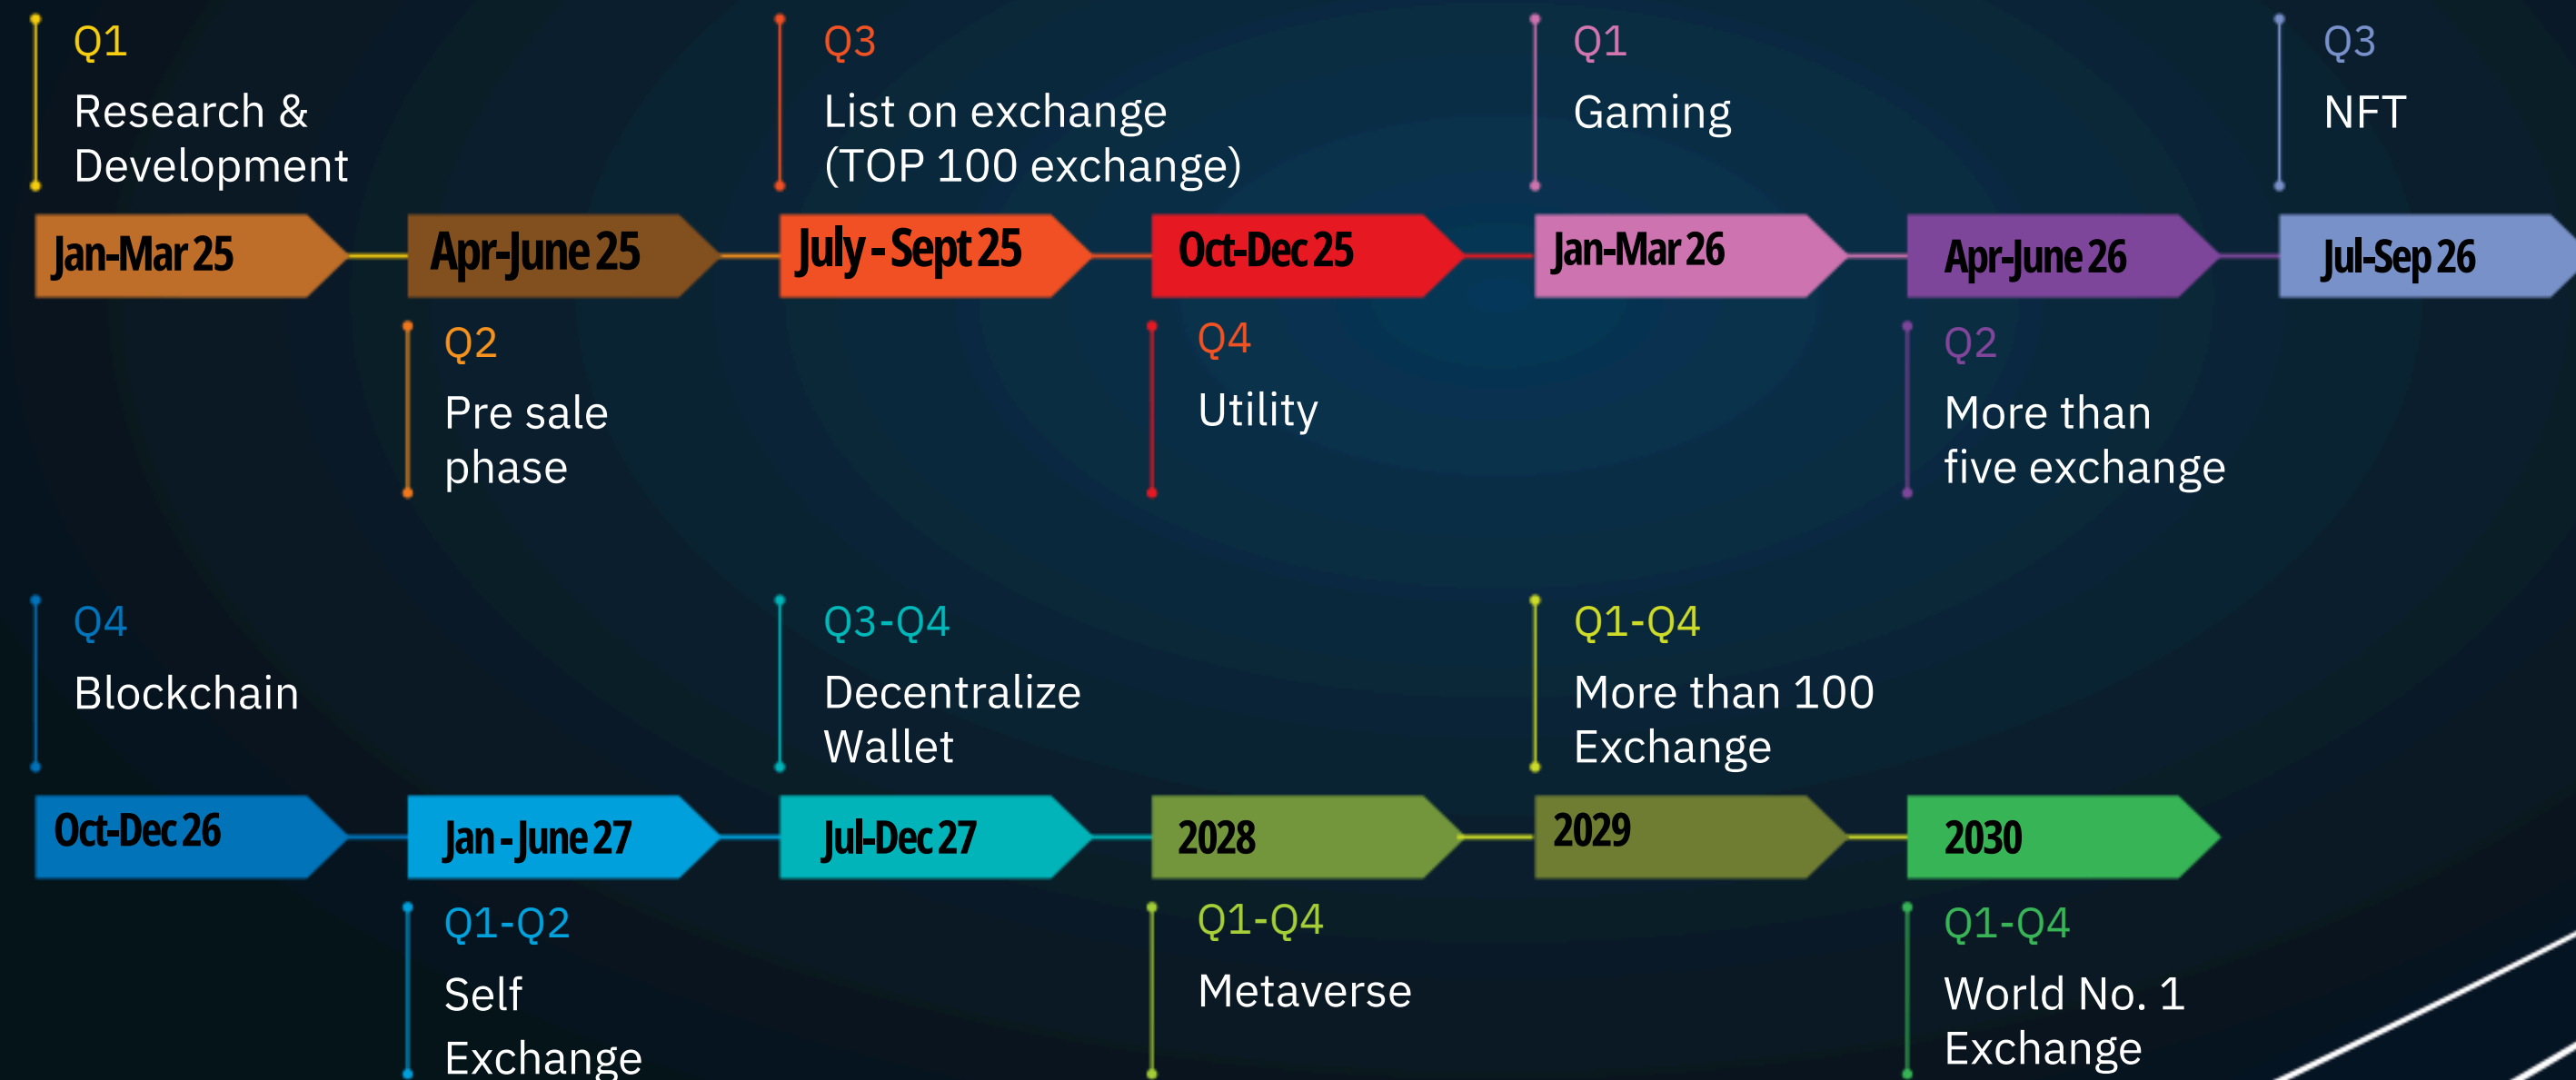 Q1
Research &
Development
Q3
List on exchange
(TOP 100 exchange)
Q1
Gaming
Q3
NFT
Jan-Mar 25
Apr-June 25
July - Sept 25
Oct-Dec 25
Jan-Mar 26
Apr-June 26
Jul-Sep 26
Q2
Pre sale
phase
Q4
Utility
Q2
More than
five exchange
Q4
Blockchain
Q3-Q4
Decentralize
Wallet
Q1-Q4
More than 100
Exchange
Oct-Dec 26
Jan - June 27
Jul-Dec 27
2028
2029
2030
Q1-Q2
Self
Exchange
Q1-Q4
Metaverse
Q1-Q4
World No. 1
Exchange